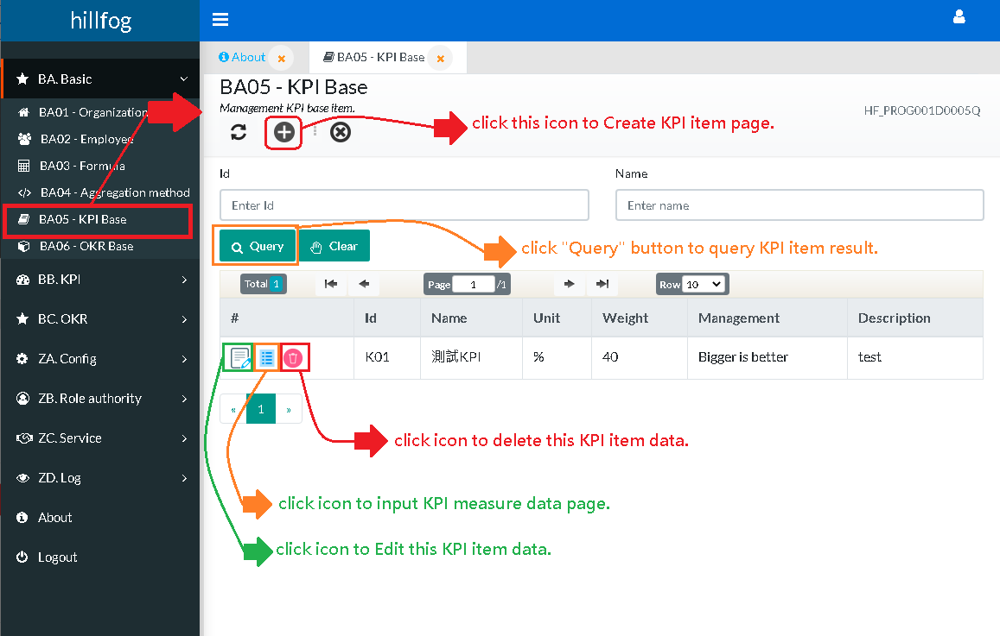 hillfog
About
BA05 - KPI Base
BA. Basic
BA01 - Organization
BA02 - Employee
BA03 - Formula
BA04 - Aggregation method
BA05 - KPI Base
BA06 - OKR Base
BB. KPI
BC. OKR
ZA. Config
ZB. Role authority
ZC. Service
ZD. Log
About
Logout
BA05 - KPI Base
Management KPI base item.
HF_PROG001D0005Q
click this icon to Create KPI item page.
Id Name
Enter Id Enter name
Query Clear
click "Query" button to query KPI item result.
Total 1 Page 1 /1 Row 10
# Id Name Unit Weight Management Description
K01 測試KPI % 40 Bigger is better test
« 1 »
click icon to delete this KPI item data.
click icon to input KPI measure data page.
click icon to Edit this KPI item data.